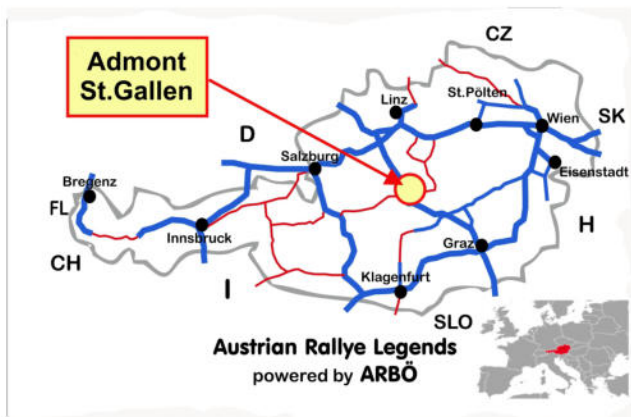 CZ
Admont
St.Gallen
Linz
St.Pölten
Wien
SK
D
Salzburg
Eisenstadt
Bregenz
FL
Innsbruck
H
CH
Graz
I
Klagenfurt
SLO
Austrian Rallye Legends
powered by ARBÖ